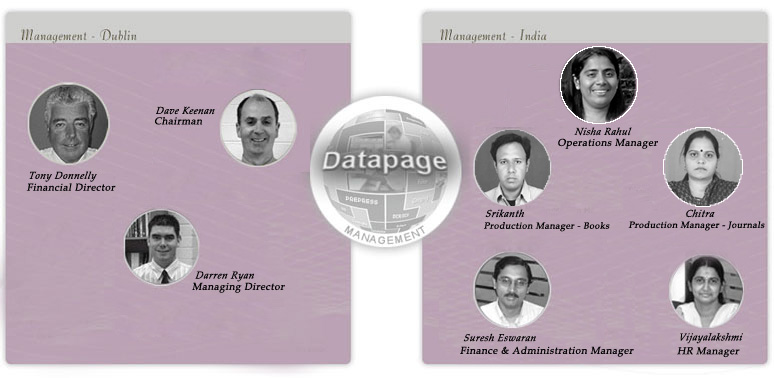 Management - Dublin
Dave Keenan
Chairman
Tony Donnelly
Financial Director
Darren Ryan
Managing Director
Datapage
PREPRESS
MANAGEMENT
Management - India
Nisha Rahul
Operations Manager
Srikanth
Production Manager - Books
Chitra
Production Manager - Journals
Suresh Eswaran
Finance & Administration Manager
Vijayalakshmi
HR Manager